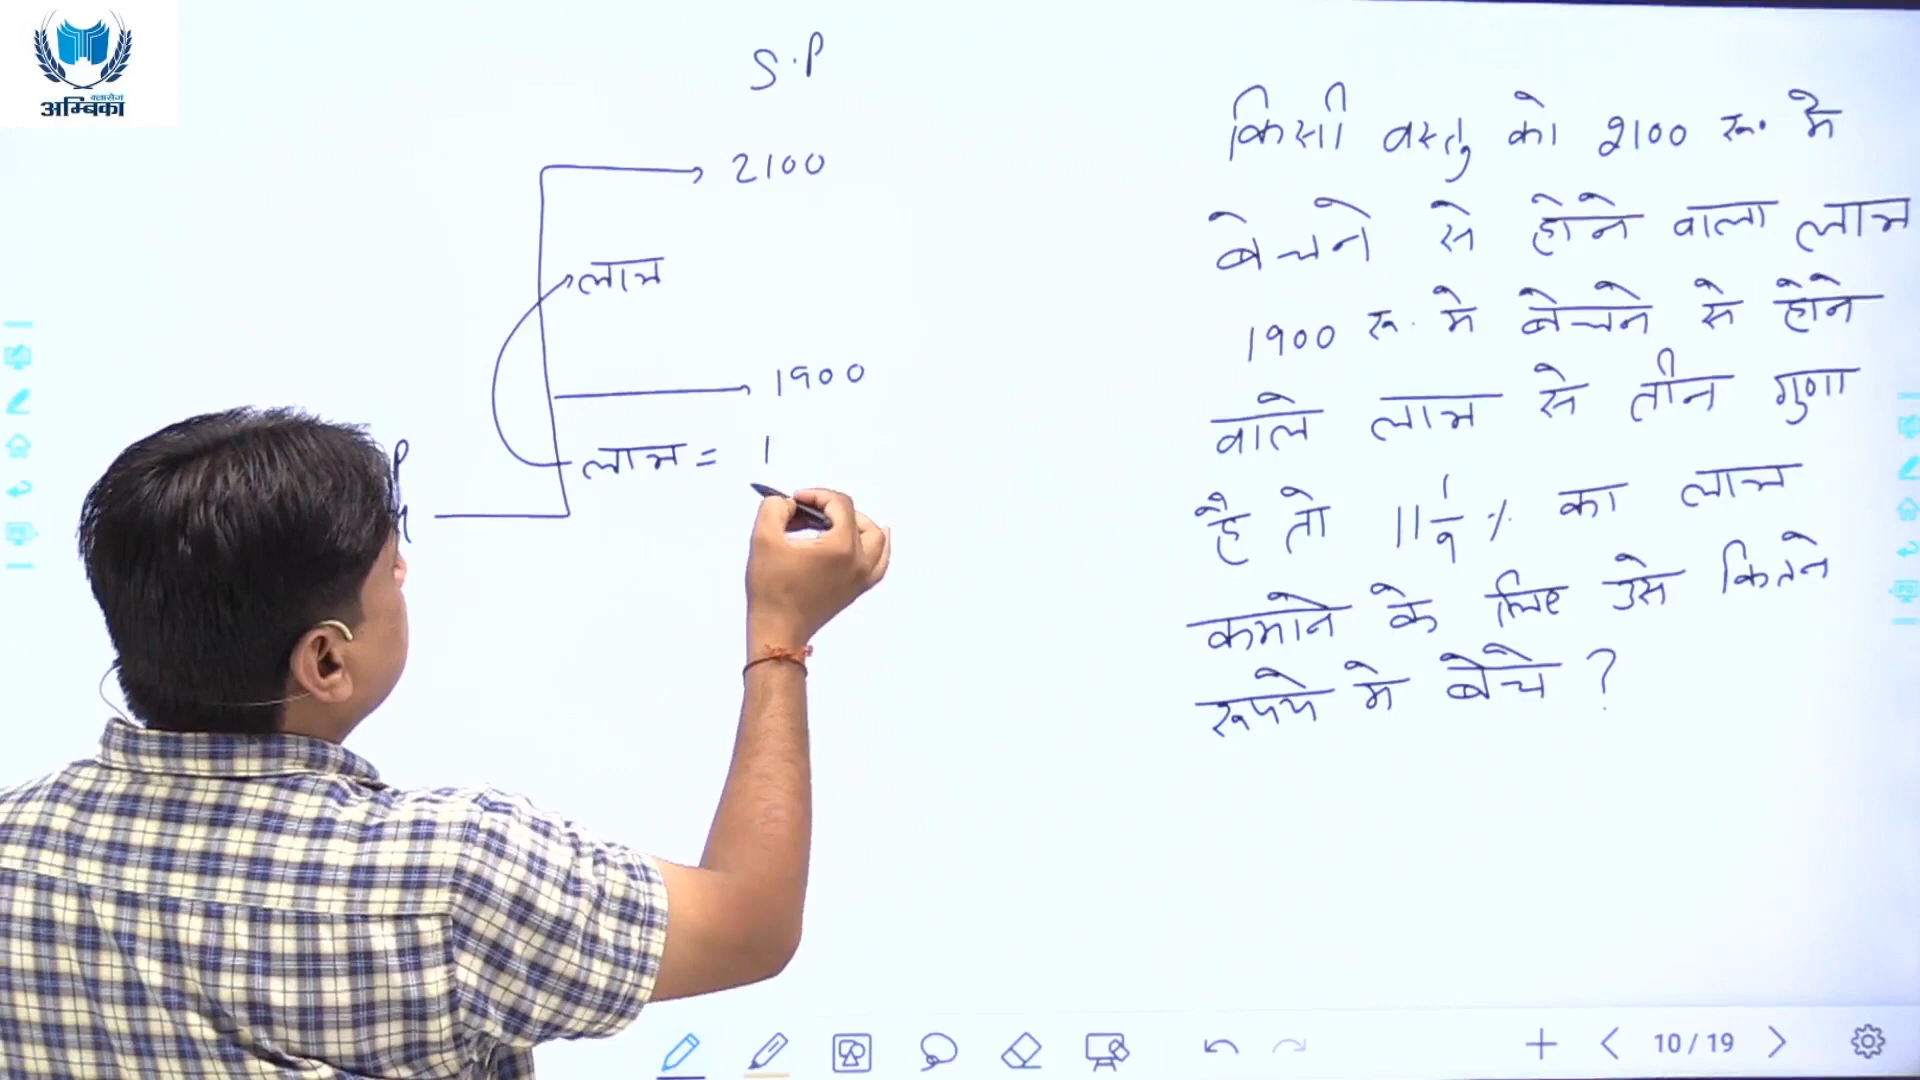 क्लासेज
अम्बिका
S.P
2100
लाभ
1900
P
लाभ = 1
किसी वस्तु को 2100 रू. मे
बेचने से होने वाला लाभ
1900 रू. मे बेचने से होने
वाले लाभ से तीन गुणा
है तो 11 1/9 % का लाभ
कमाने के लिए उसे कितने
रूपये मे बेचे ?
10/19